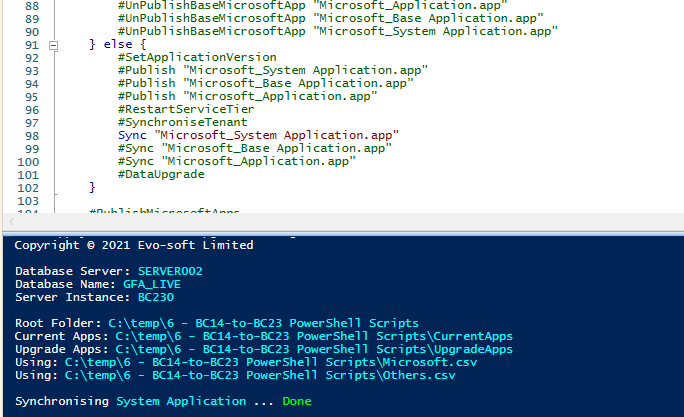 88 #UnPublishBaseMicrosoftApp "Microsoft_Application.app"
89 #UnPublishBaseMicrosoftApp "Microsoft_Base Application.app"
90 #UnPublishBaseMicrosoftApp "Microsoft_System Application.app"
91 } else {
92 #SetApplicationVersion
93 #Publish "Microsoft_System Application.app"
94 #Publish "Microsoft_Base Application.app"
95 #Publish "Microsoft_Application.app"
96 #RestartServiceTier
97 #SynchroniseTenant
98 Sync "Microsoft_System Application.app"
99 #Sync "Microsoft_Base Application.app"
100 #Sync "Microsoft_Application.app"
101 #DataUpgrade
102 }
103
104 #PublishMicrosoftApps
Copyright © 2021 Evo-soft Limited
Database Server: SERVER002
Database Name: GFA_LIVE
Server Instance: BC230
Root Folder: C:\temp\6 - BC14-to-BC23 PowerShell Scripts
Current Apps: C:\temp\6 - BC14-to-BC23 PowerShell Scripts\CurrentApps
Upgrade Apps: C:\temp\6 - BC14-to-BC23 PowerShell Scripts\UpgradeApps
Using: C:\temp\6 - BC14-to-BC23 PowerShell Scripts\Microsoft.csv
Using: C:\temp\6 - BC14-to-BC23 PowerShell Scripts\Others.csv
Synchronising System Application ... Done